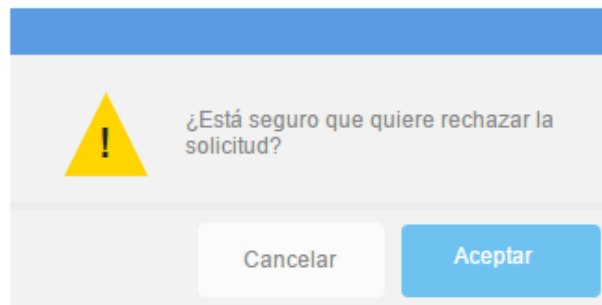 !
¿Está seguro que quiere rechazar la
solicitud?
Cancelar
Aceptar